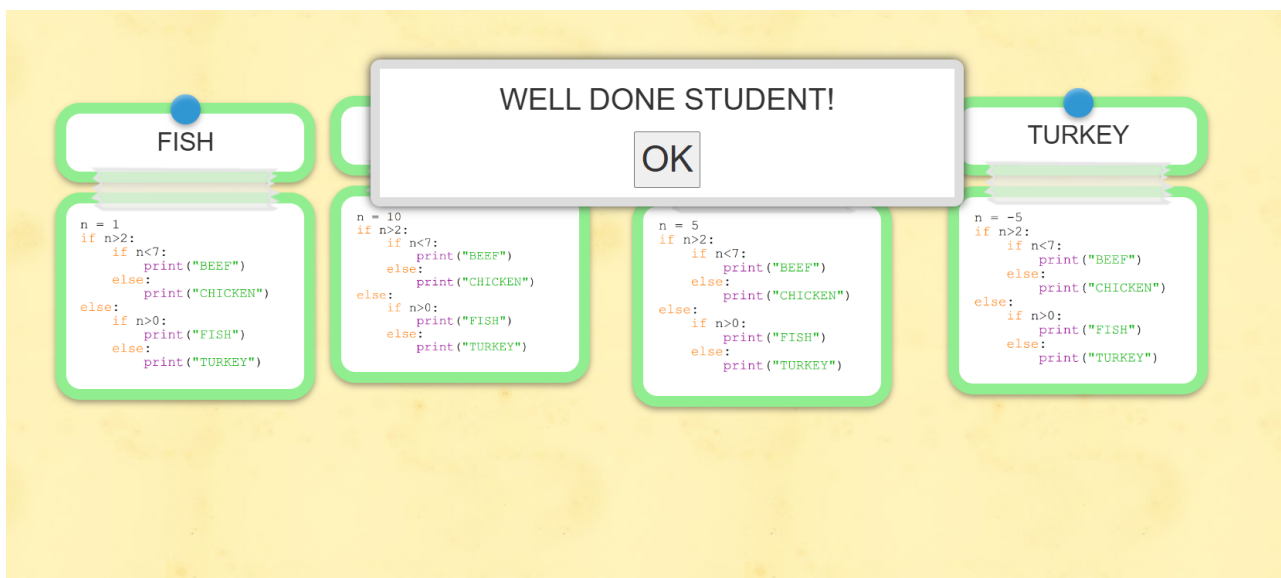 WELL DONE STUDENT!
OK
FISH
n = 1
if n>2:
    if n<7:
        print("BEEF")
    else:
        print("CHICKEN")
else:
    if n>0:
        print("FISH")
    else:
        print("TURKEY")
n = 10
if n>2:
    if n<7:
        print("BEEF")
    else:
        print("CHICKEN")
else:
    if n>0:
        print("FISH")
    else:
        print("TURKEY")
n = 5
if n>2:
    if n<7:
        print("BEEF")
    else:
        print("CHICKEN")
else:
    if n>0:
        print("FISH")
    else:
        print("TURKEY")
TURKEY
n = -5
if n>2:
    if n<7:
        print("BEEF")
    else:
        print("CHICKEN")
else:
    if n>0:
        print("FISH")
    else:
        print("TURKEY")